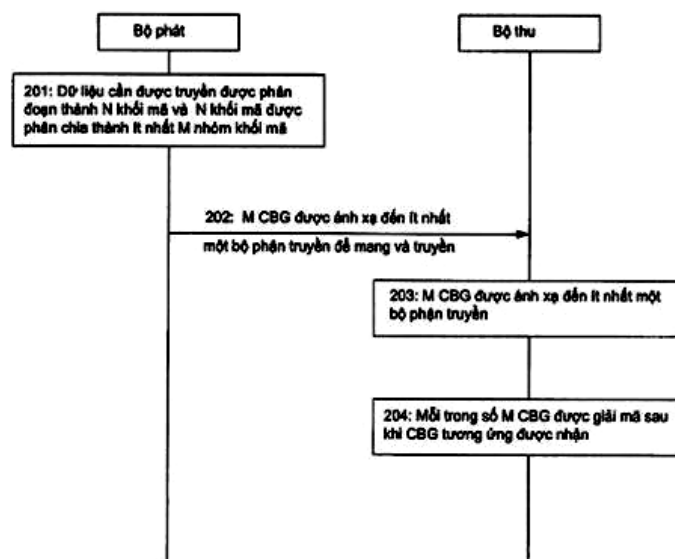 Bộ phát
Bộ thu
201: Dữ liệu cần được truyền được phân
đoạn thành N khối mã và N khối mã được
phân chia thành ít nhất M nhóm khối mã
202: M CBG được ánh xạ đến ít nhất
một bộ phận truyền để mang và truyền
203: M CBG được ánh xạ đến ít nhất một
bộ phận truyền
204: Mỗi trong số M CBG được giải mã sau
khi CBG tương ứng được nhận